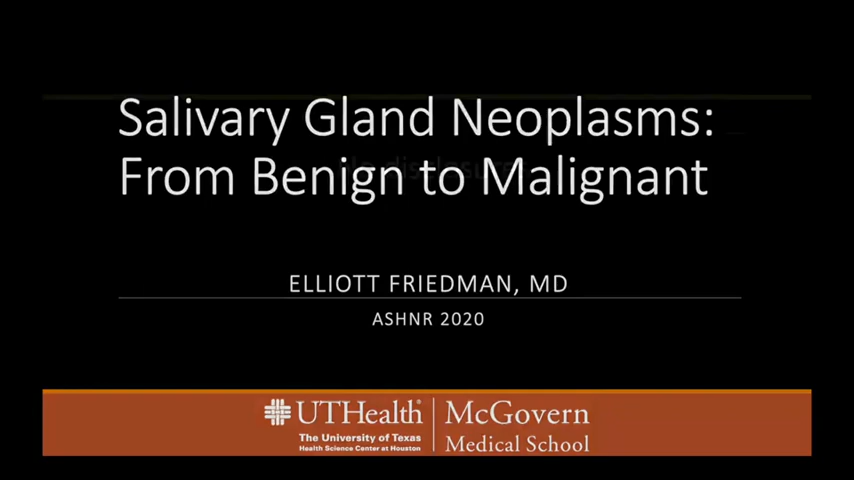 Salivary Gland Neoplasms:
From Benign to Malignant
ELLIOTT FRIEDMAN, MD
ASHNR 2020
UTHealth® McGovern
The University of Texas
Health Science Center at Houston
Medical School